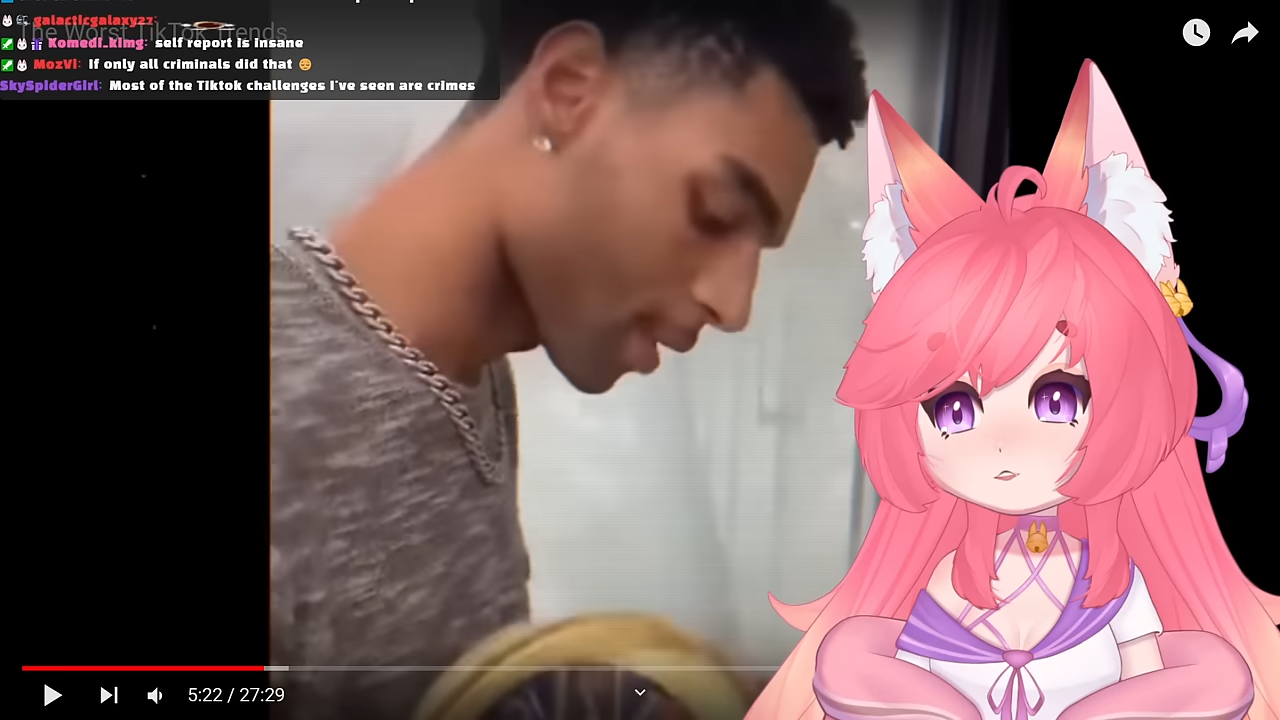 The Worst TikTok Trends
galacticgalaxyzz:
Komedi_kimg: self report is insane
MozVi: If only all criminals did that
SkySpiderGirl: Most of the Tiktok challenges I've seen are crimes
5:22 / 27:29